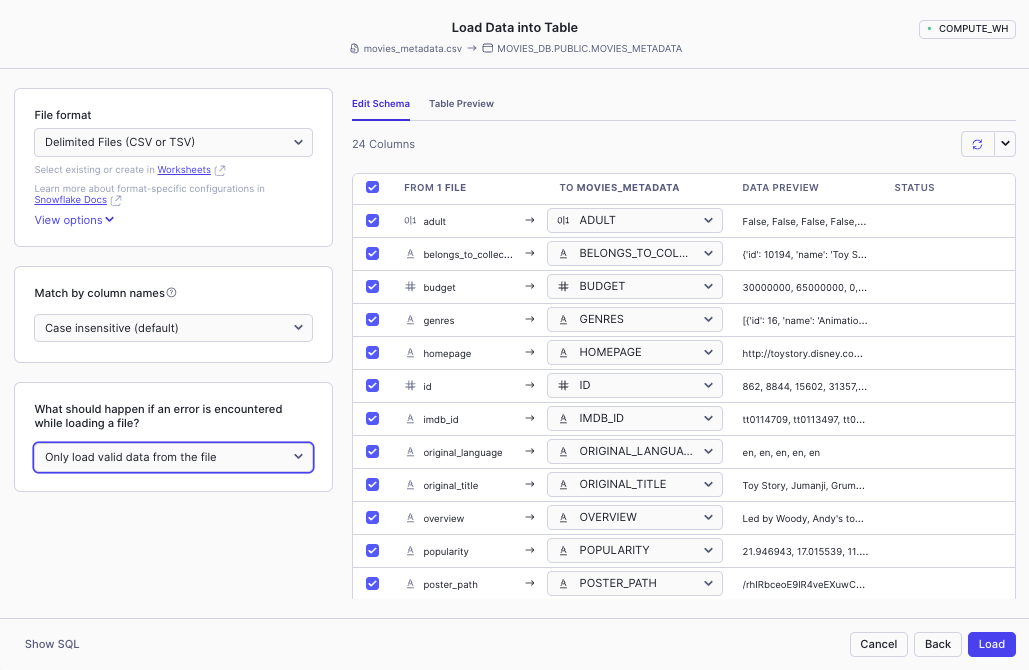 Load Data into Table
movies_metadata.csv → MOVIES_DB.PUBLIC.MOVIES_METADATA
COMPUTE_WH
File format
Delimited Files (CSV or TSV)
Select existing or create in Worksheets
Learn more about format-specific configurations in
Snowflake Docs
View options
Match by column names
Case insensitive (default)
What should happen if an error is encountered
while loading a file?
Only load valid data from the file
Edit Schema Table Preview
24 Columns
FROM 1 FILE TO MOVIES_METADATA DATA PREVIEW STATUS
0|1 adult → 0|1 ADULT False, False, False, False,...
A belongs_to_collec... → A BELONGS_TO_COL... {'id': 10194, 'name': 'Toy S...
# budget → # BUDGET 30000000, 65000000, 0,...
A genres → A GENRES [{'id': 16, 'name': 'Animatio...
A homepage → A HOMEPAGE http://toystory.disney.co...
# id → # ID 862, 8844, 15602, 31357,...
A imdb_id → A IMDB_ID tt0114709, tt0113497, tt0...
A original_language → A ORIGINAL_LANGUA... en, en, en, en, en
A original_title → A ORIGINAL_TITLE Toy Story, Jumanji, Grum...
A overview → A OVERVIEW Led by Woody, Andy's to...
A popularity → A POPULARITY 21.946943, 17.015539, 11....
A poster_path → A POSTER_PATH /rhIRbceoE9lR4veEXuwC...
Show SQL
Cancel Back Load